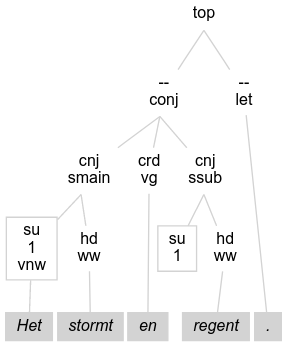 top
-- --
conj let
cnj crd cnj
smain vg ssub
su hd su hd
1 ww 1 ww
vnw
Het stormt en regent .